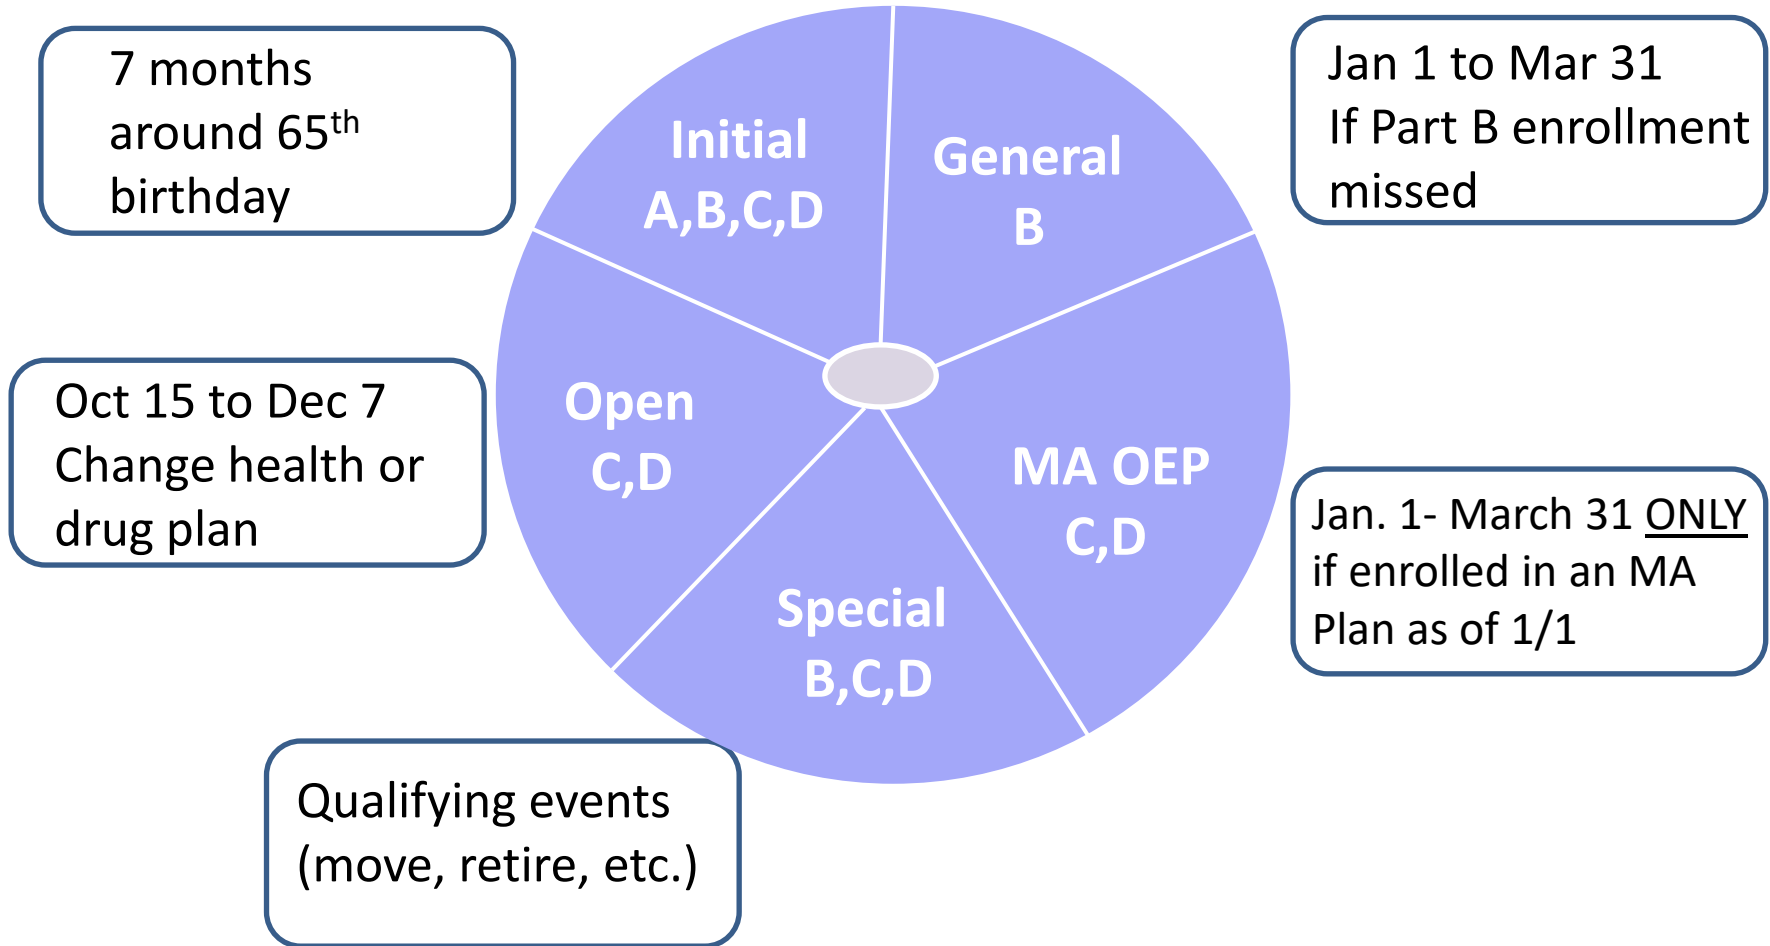 7 months
around 65th
birthday
Initial
A,B,C,D
General
B
Jan 1 to Mar 31
If Part B enrollment
missed
Oct 15 to Dec 7
Change health or
drug plan
Open
C,D
MA OEP
C,D
Jan. 1- March 31 ONLY
if enrolled in an MA
Plan as of 1/1
Special
B,C,D
Qualifying events
(move, retire, etc.)